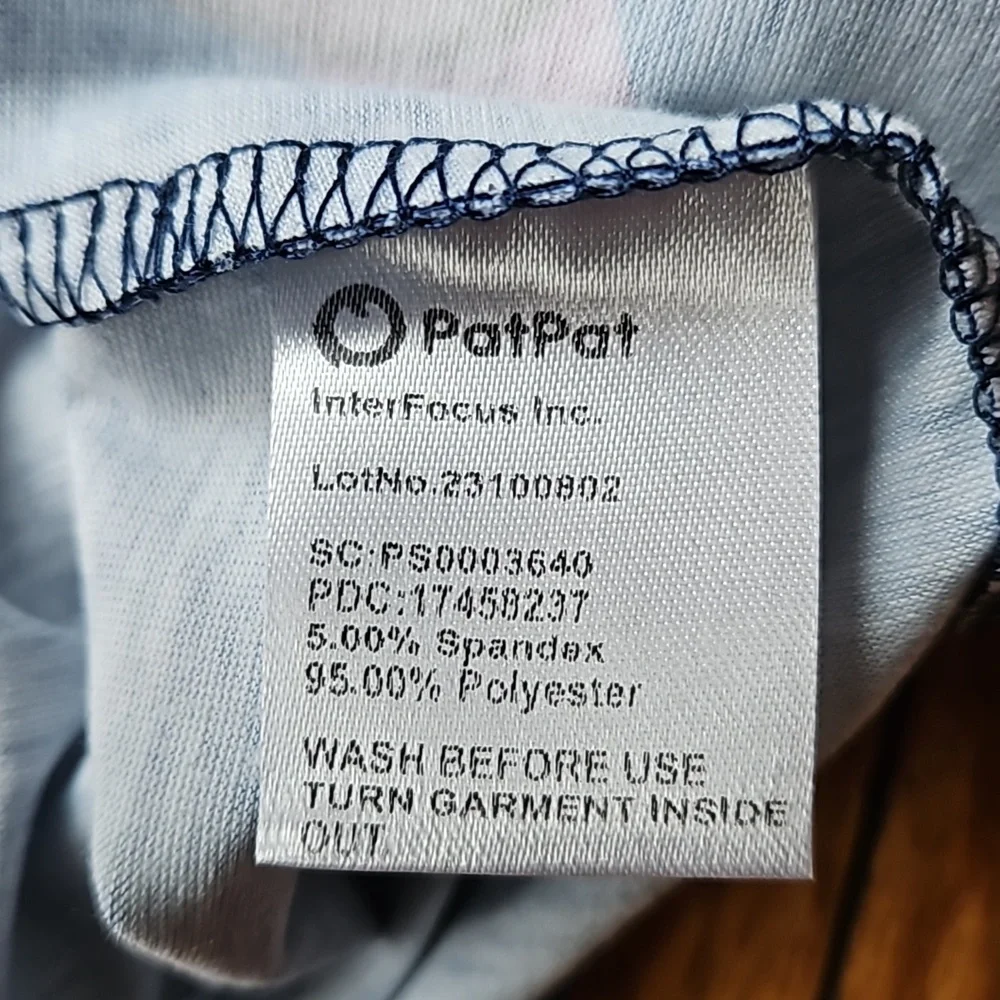 PatPat
InterFocus Inc.
LotNo.23100802
SC:PS0003640
PDC:17458237
5.00% Spandex
95.00% Polyester
WASH BEFORE USE
TURN GARMENT INSIDE
OUT